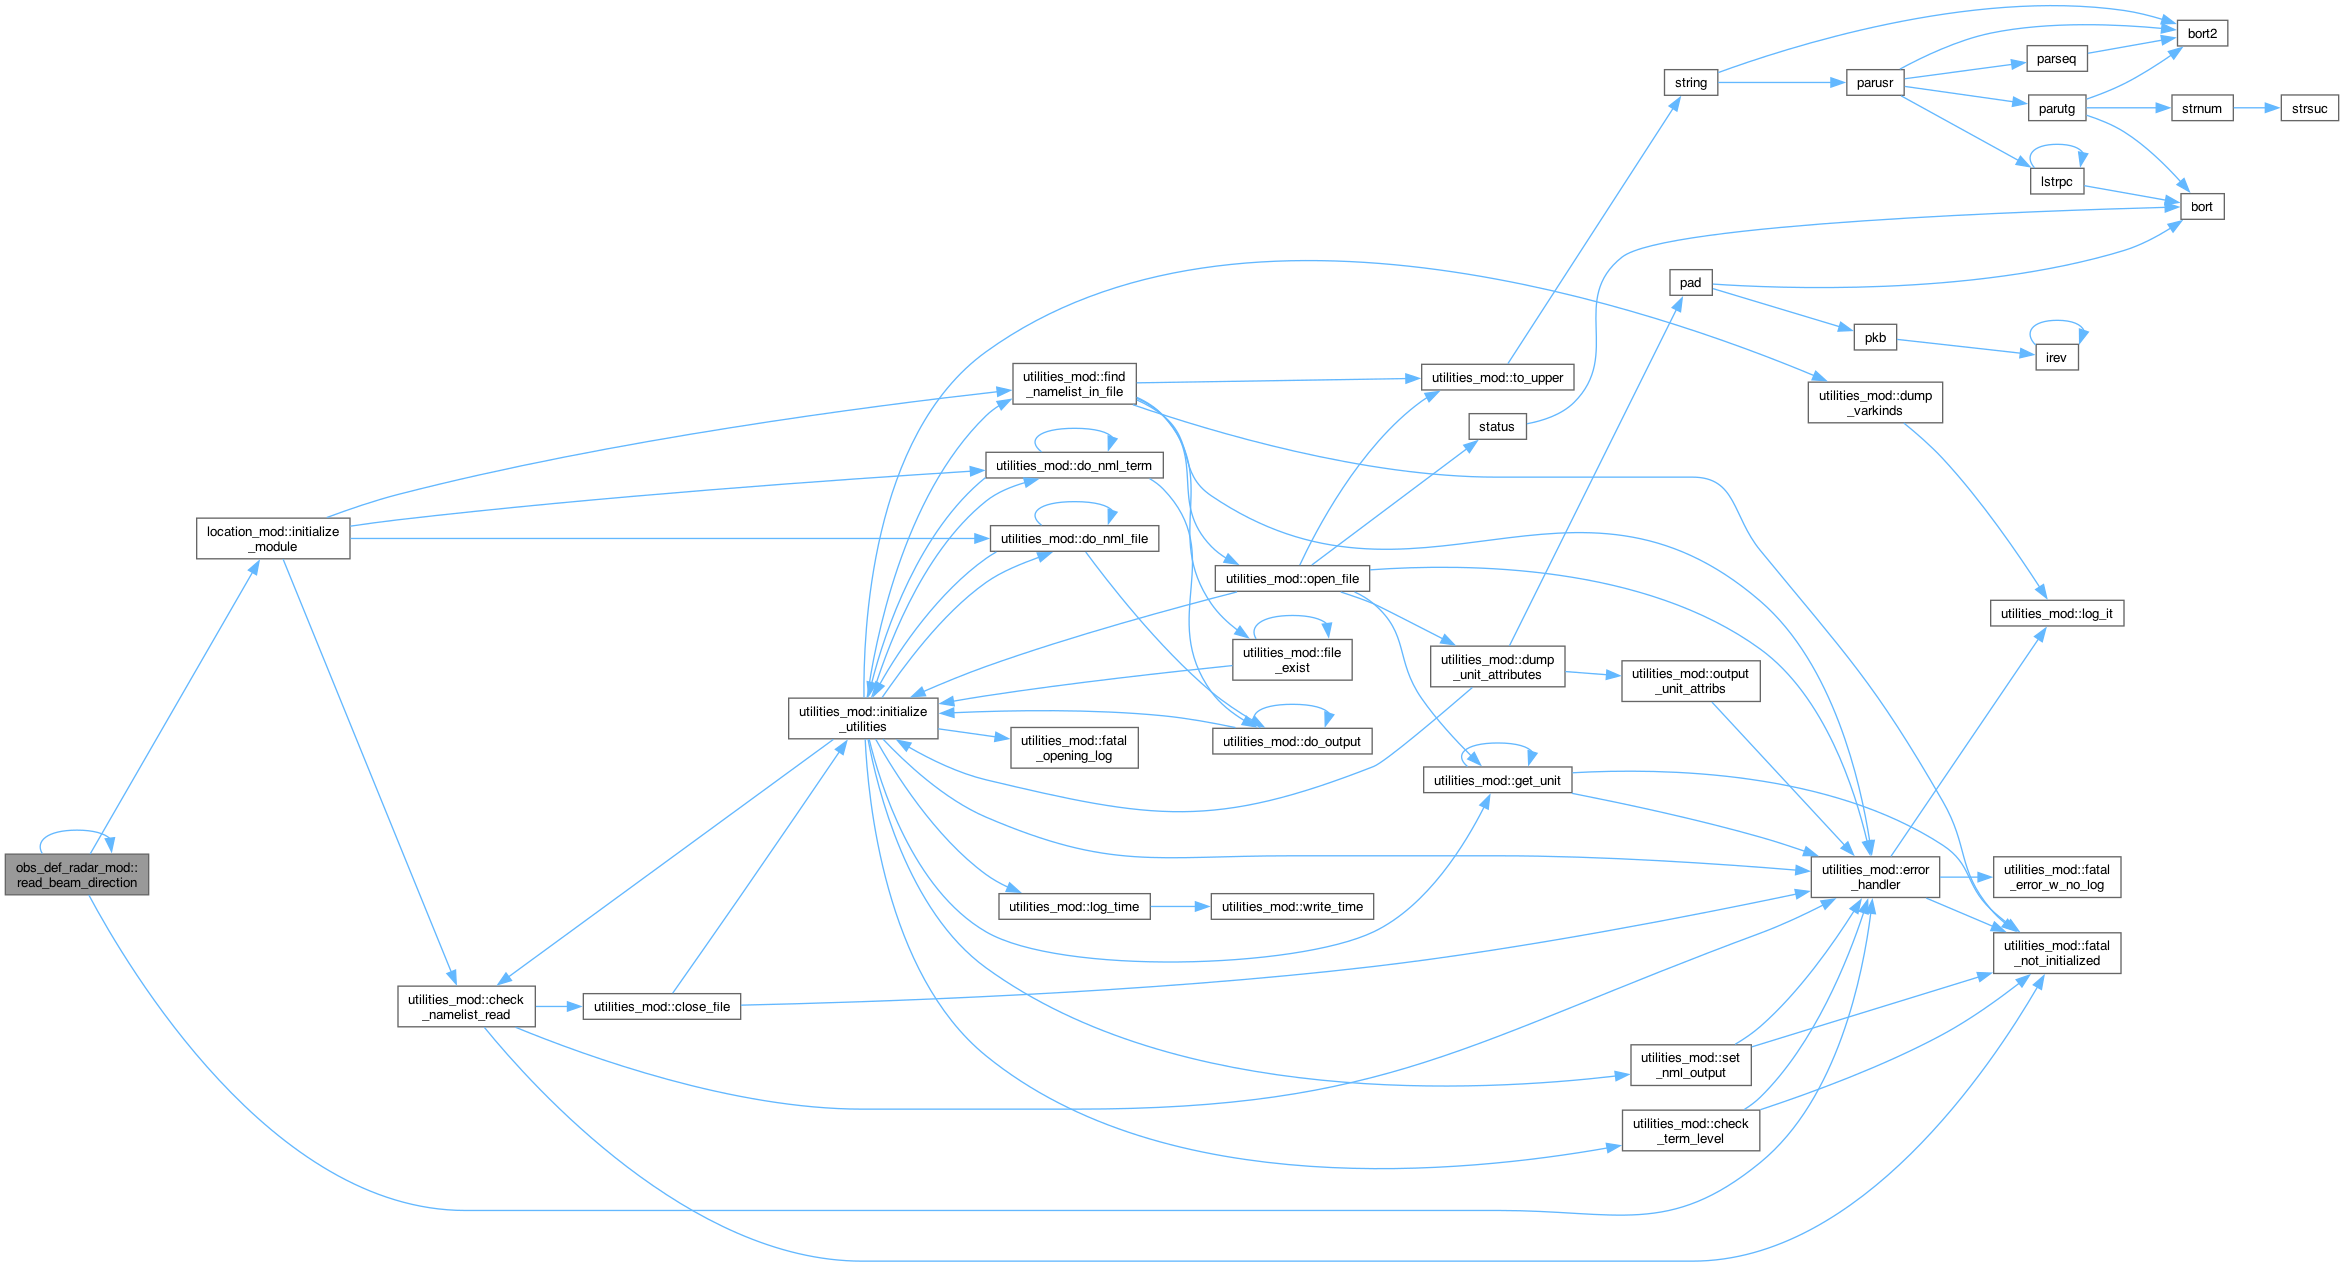 bort2
parseq
string
parusr
parutg
strnum
strsuc
lstrpc
bort
pad
pkb
irev
utilities_mod::find
_namelist_in_file
utilities_mod::to_upper
utilities_mod::dump
_varkinds
status
utilities_mod::do_nml_term
location_mod::initialize
_module
utilities_mod::do_nml_file
utilities_mod::open_file
utilities_mod::log_it
utilities_mod::file
_exist
utilities_mod::dump
_unit_attributes
utilities_mod::output
_unit_attribs
utilities_mod::initialize
_utilities
utilities_mod::fatal
_opening_log
utilities_mod::do_output
utilities_mod::get_unit
obs_def_radar_mod::
read_beam_direction
utilities_mod::error
_handler
utilities_mod::fatal
_error_w_no_log
utilities_mod::log_time
utilities_mod::write_time
utilities_mod::fatal
_not_initialized
utilities_mod::check
_namelist_read
utilities_mod::close_file
utilities_mod::set
_nml_output
utilities_mod::check
_term_level